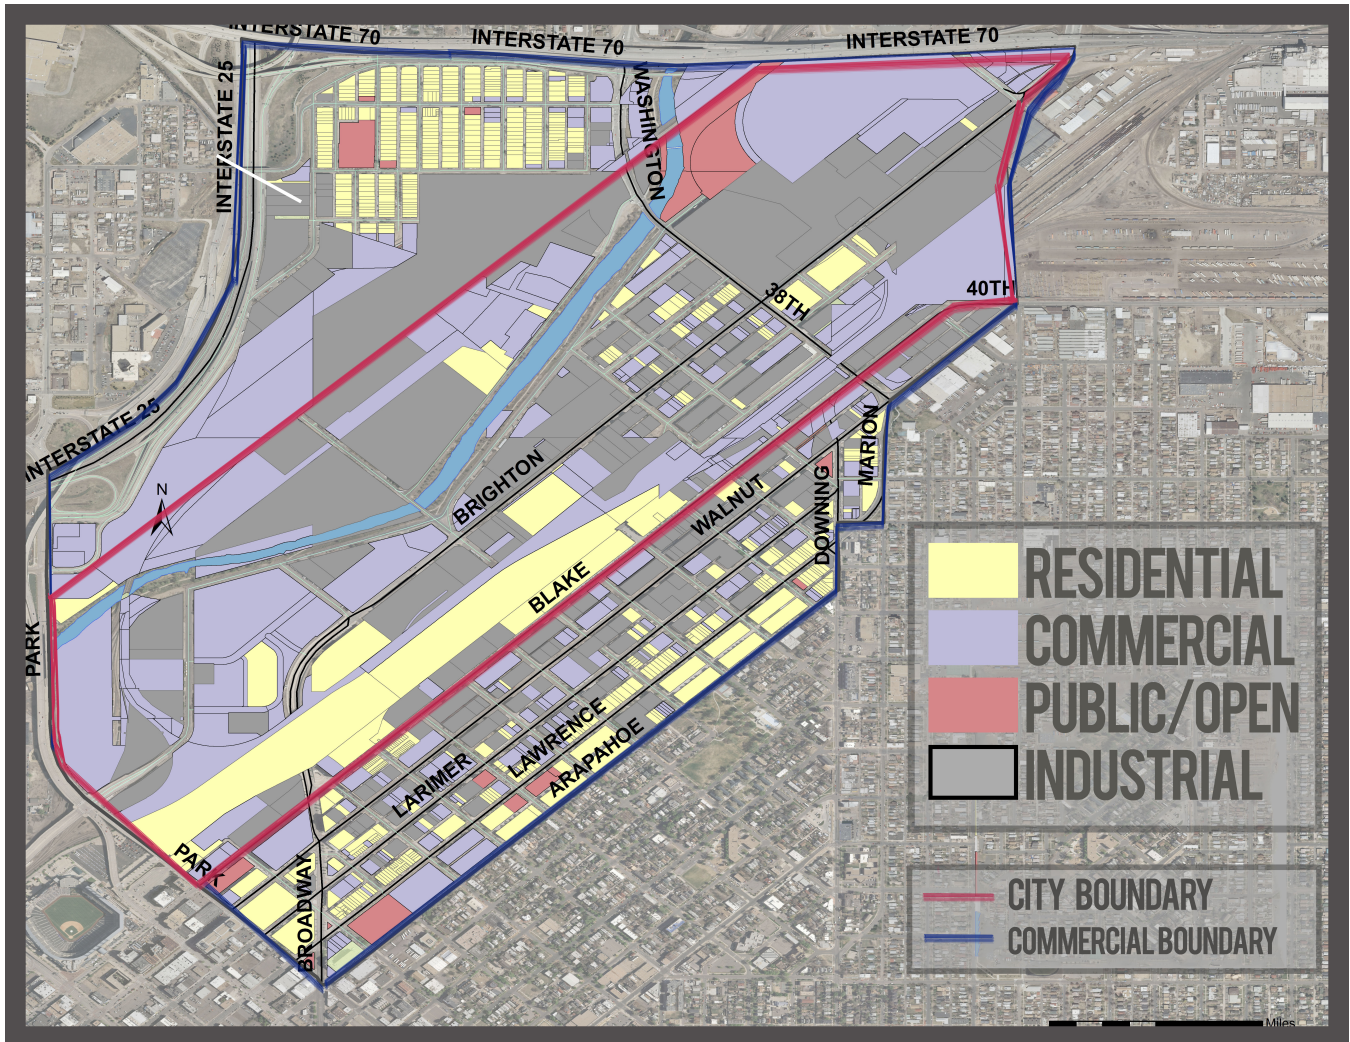 INTERSTATE 70
INTERSTATE 70
INTERSTATE 70
INTERSTATE 25
WASHINGTON
38TH
40TH
INTERSTATE 25
MARION
BRIGHTON
WALNUT
DOWNING
N
BLAKE
PARK
LAWRENCE
ARAPAHOE
LARIMER
PARK
BROADWAY
RESIDENTIAL
COMMERCIAL
PUBLIC/OPEN
INDUSTRIAL
CITY BOUNDARY
COMMERCIAL BOUNDARY
Miles